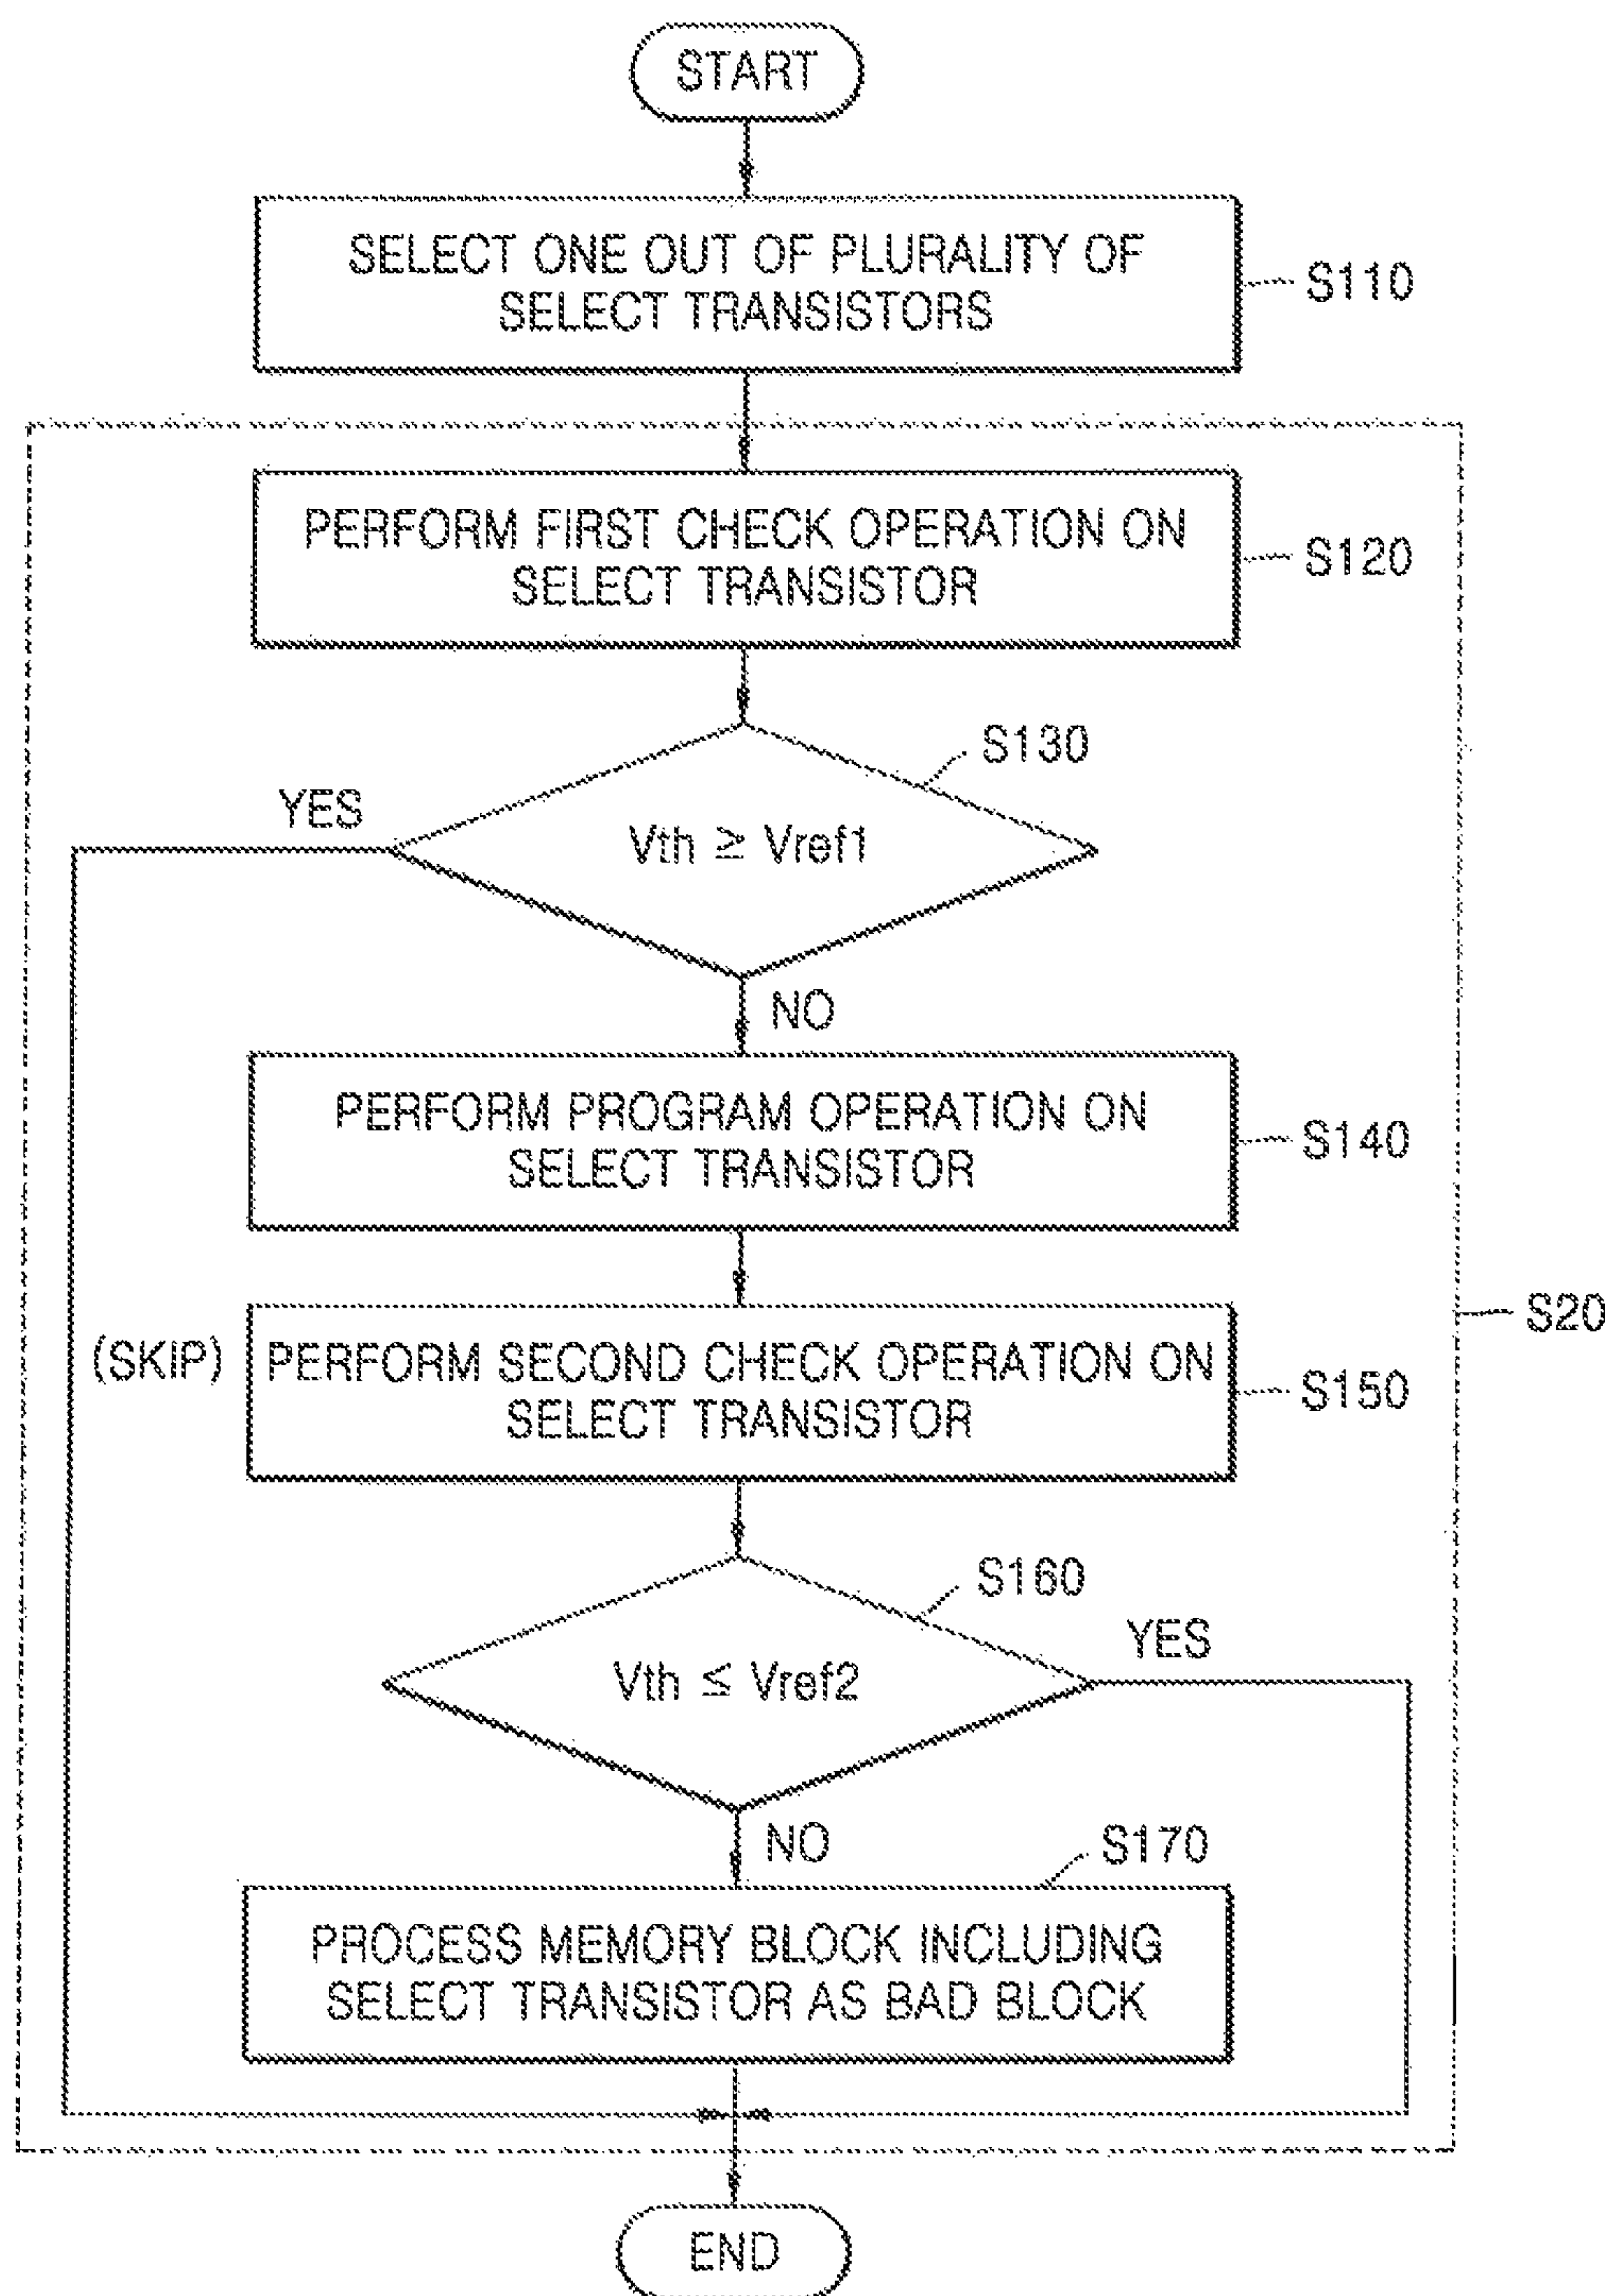 START
SELECT ONE OUT OF PLURALITY OF
SELECT TRANSISTORS
S110
PERFORM FIRST CHECK OPERATION ON
SELECT TRANSISTOR
S120
S130
YES
Vth ≥ Vref1
NO
PERFORM PROGRAM OPERATION ON
SELECT TRANSISTOR
S140
S20
(SKIP)
PERFORM SECOND CHECK OPERATION ON
SELECT TRANSISTOR
S150
S160
YES
Vth ≤ Vref2
NO
S170
PROCESS MEMORY BLOCK INCLUDING
SELECT TRANSISTOR AS BAD BLOCK
END